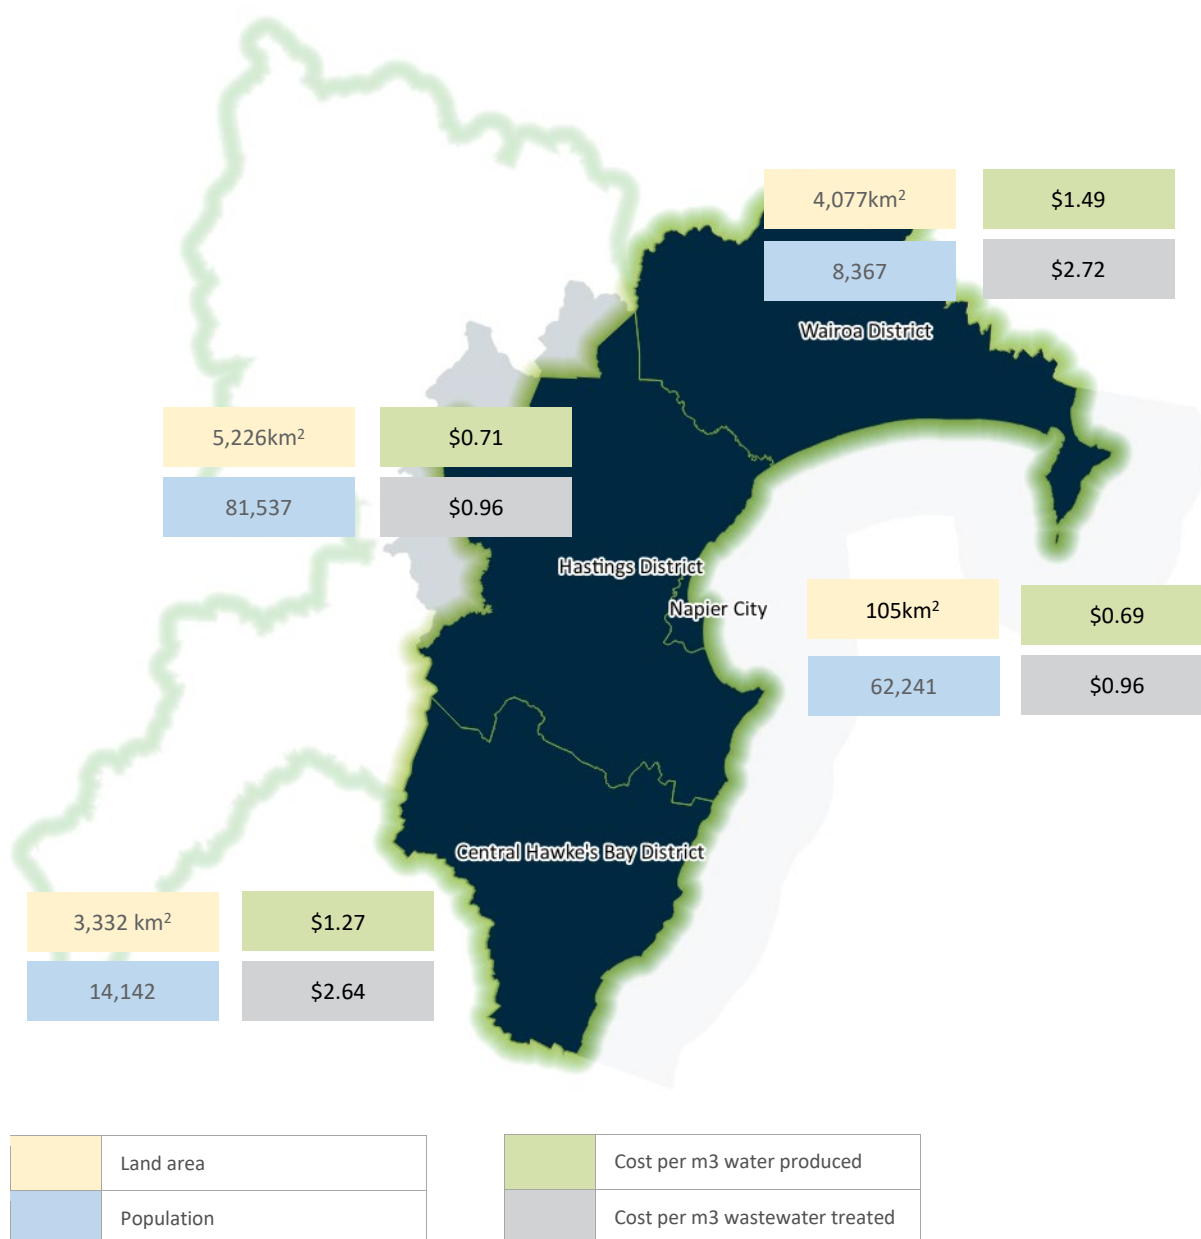 4,077km²
$1.49
8,367
$2.72
Wairoa District
5,226km²
$0.71
81,537
$0.96
Hastings District
Napier City
105km²
$0.69
62,241
$0.96
Central Hawke's Bay District
3,332 km²
$1.27
14,142
$2.64
Land area
Cost per m3 water produced
Population
Cost per m3 wastewater treated